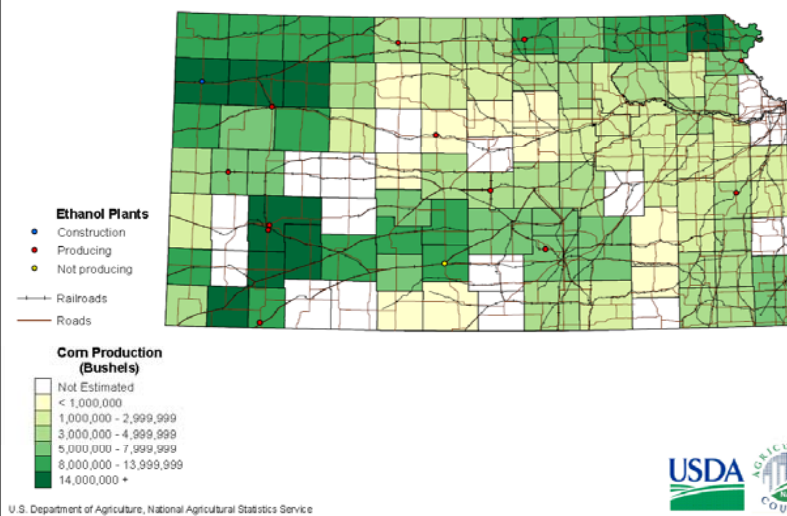 Ethanol Plants
Construction
Producing
Not producing
Railroads
Roads
Corn Production
(Bushels)
Not Estimated
< 1,000,000
1,000,000 - 2,999,999
3,000,000 - 4,999,999
5,000,000 - 7,999,999
8,000,000 - 13,999,999
14,000,000 +
USDA
AGRIC
COU
U.S. Department of Agriculture, National Agricultural Statistics Service